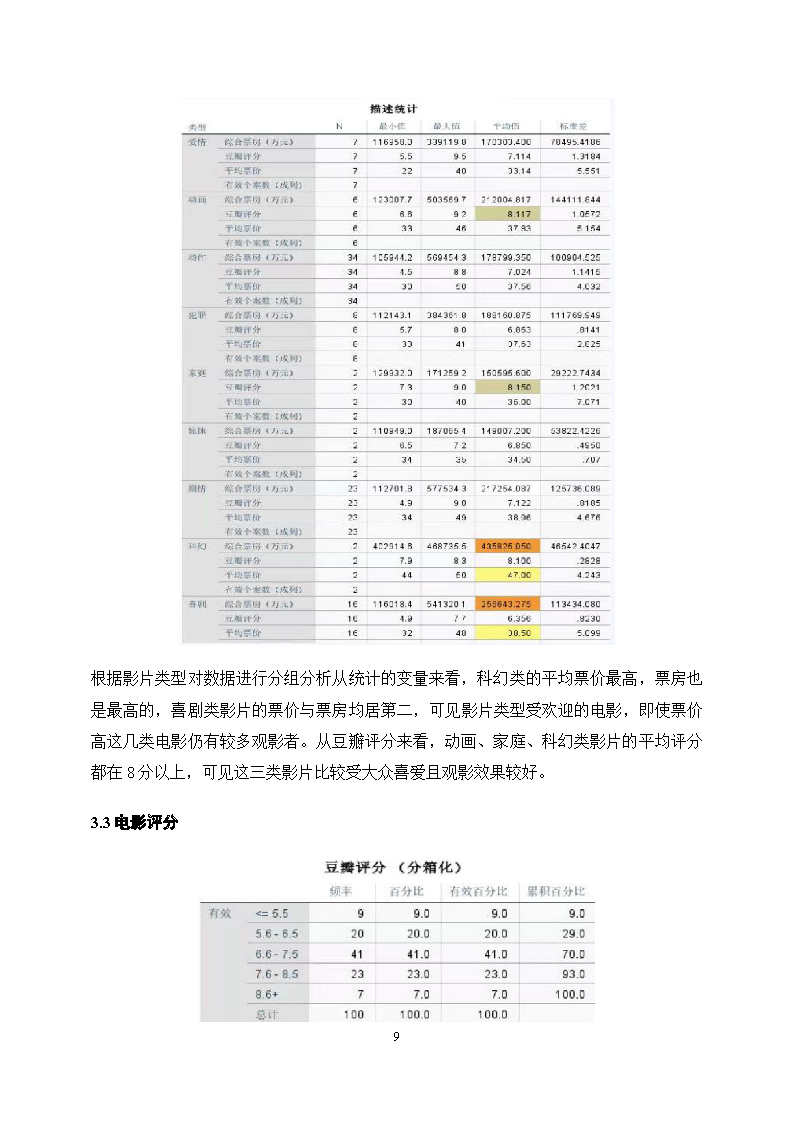 描述统计
类型 N 最小值 最大值 平均值 标准差
爱情 综合票房（万元） 7 116958.0 339119.8 170303.400 78495.4186
豆瓣评分 7 5.5 9.5 7.114 1.3184
平均票价 7 22 40 33.14 5.551
有效个案数（成列） 7
动画 综合票房（万元） 6 123007.7 503569.7 212004.817 144111.844
豆瓣评分 6 6.6 9.2 8.117 1.0572
平均票价 6 33 46 37.83 5.154
有效个案数（成列） 6
动作 综合票房（万元） 34 105944.2 569454.3 178799.350 100904.525
豆瓣评分 34 4.5 8.8 7.024 1.1415
平均票价 34 30 50 37.56 4.032
有效个案数（成列） 34
犯罪 综合票房（万元） 8 112143.1 384361.8 188160.875 111769.949
豆瓣评分 8 5.7 8.0 6.863 .8141
平均票价 8 33 41 37.63 2.825
有效个案数（成列） 8
家庭 综合票房（万元） 2 129932.0 171259.2 150595.600 29222.7434
豆瓣评分 2 7.3 9.0 8.150 1.2021
平均票价 2 30 40 35.00 7.071
有效个案数（成列） 2
综合票房（万元） 2 110949.0 187065.4 149007.200 53822.4226
豆瓣评分 2 6.5 7.2 6.850 .4950
平均票价 2 34 35 34.50 .707
有效个案数（成列） 2
剧情 综合票房（万元） 23 112701.8 577534.3 217254.087 125736.089
豆瓣评分 23 4.9 9.0 7.122 .8185
平均票价 23 34 49 38.96 4.676
有效个案数（成列） 23
科幻 综合票房（万元） 2 402914.6 468735.5 435825.050 46542.4047
豆瓣评分 2 7.9 8.3 8.100 .2828
平均票价 2 44 50 47.00 4.243
有效个案数（成列） 2
喜剧 综合票房（万元） 16 116018.4 541320.1 256643.275 113434.080
豆瓣评分 16 4.9 7.7 6.356 .8230
平均票价 16 32 48 38.50 5.099
根据影片类型对数据进行分组分析从统计的变量来看，科幻类的平均票价最高，票房也
是最高的，喜剧类影片的票价与票房均居第二，可见影片类型受欢迎的电影，即使票价
高这几类电影仍有较多观影者。从豆瓣评分来看，动画、家庭、科幻类影片的平均评分
都在 8 分以上，可见这三类影片比较受大众喜爱且观影效果较好。
3.3 电影评分
豆瓣评分 （分箱化）
频率 百分比 有效百分比 累积百分比
有效 <= 5.5 9 9.0 9.0 9.0
5.6 - 6.5 20 20.0 20.0 29.0
6.6 - 7.5 41 41.0 41.0 70.0
7.6 - 8.5 23 23.0 23.0 93.0
8.6+ 7 7.0 7.0 100.0
总计 100 100.0 100.0
9